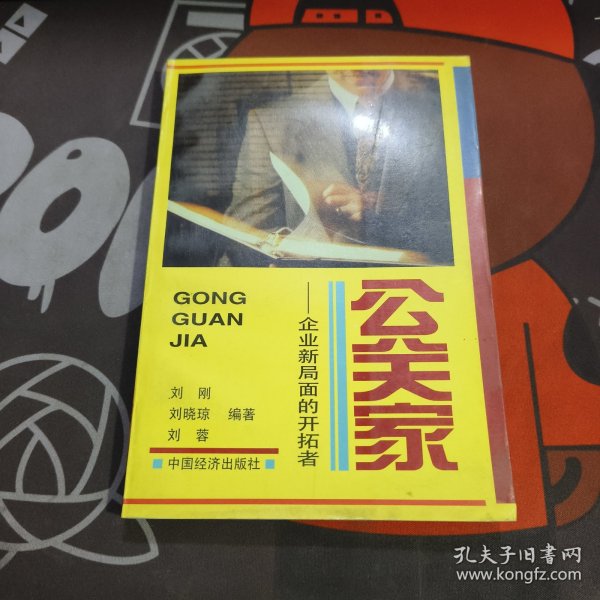 公关家
——企业新局面的开拓者
GONG
GUAN
JIA
刘 刚
刘晓琼 编著
刘 蓉
中国经济出版社
孔夫子旧书网
www.kongfz.com